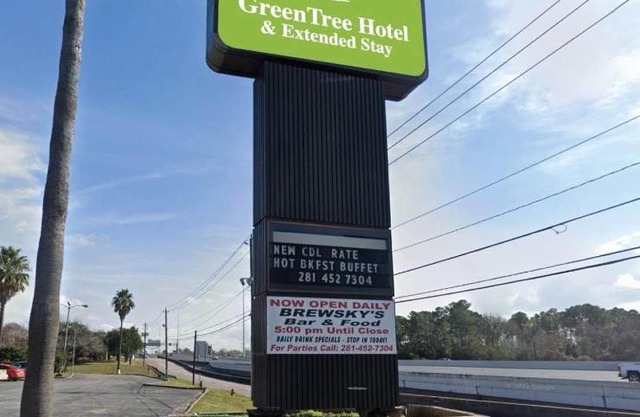 GreenTree Hotel
& Extended Stay
NEW CDL RATE
HOT BKFST BUFFET
281 452 7304
NOW OPEN DAILY
BREWSKY'S
Bar & Food
5:00 pm Until Close
DAILY DRINK SPECIALS - STOP IN TODAY!
For Parties Call: 281-452-7304